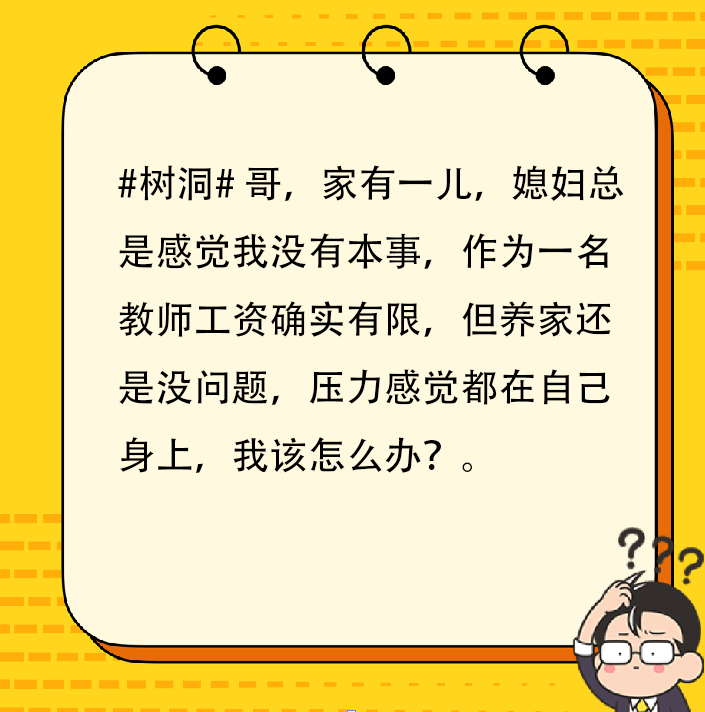 #树洞# 哥，家有一儿，媳妇总
是感觉我没有本事，作为一名
教师工资确实有限，但养家还
是没问题，压力感觉都在自己
身上，我该怎么办？。
???